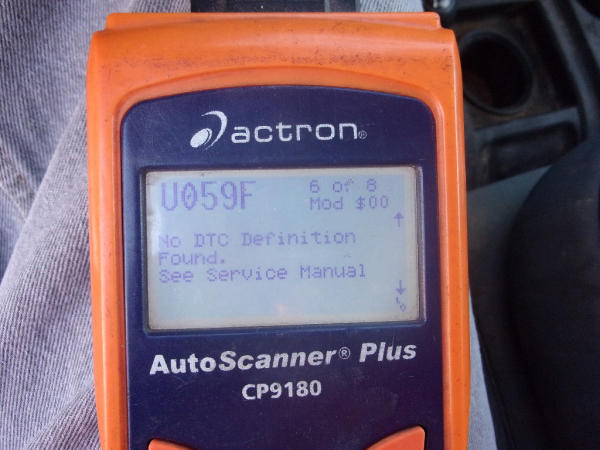 actron®
U059F 6 of 8
Mod $00
No DTC Definition
Found.
See Service Manual
AutoScanner® Plus
CP9180